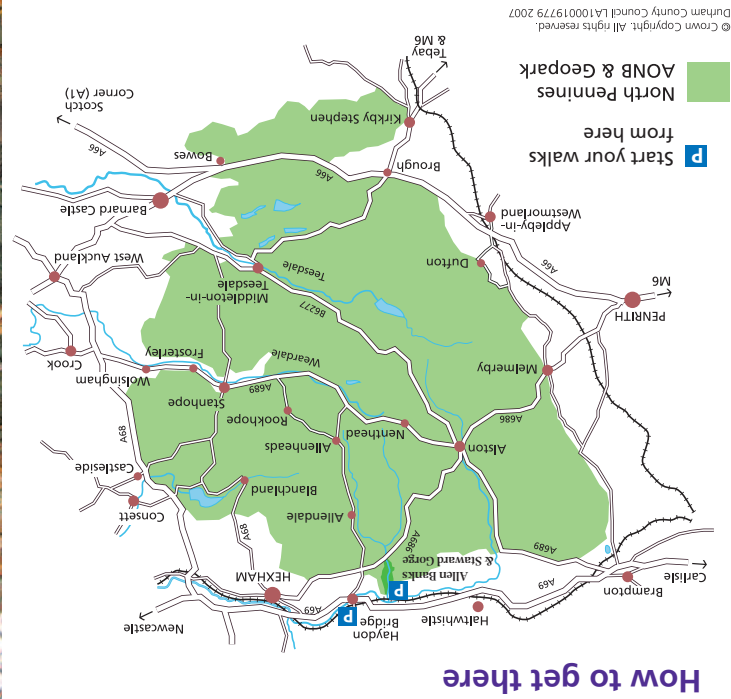 How to get there
Newcastle
Haydon
Bridge
Haltwhistle
Brampton
Carlisle
A69
A69
HEXHAM
P
P
Allen Banks
& Staward Gorge
A689
A686
A68
Allendale
Blanchland
Consett
Castleside
Alston
Nenthead
Allenheads
Rookhope
A68
A686
Stanhope
A689
Wolsingham
Melmerby
Weardale
Frosterley
Crook
PENRITH
M6
B6277
Middleton-in-
Teesdale
Teesdale
West Auckland
A66
Dufton
Appleby-in-
Westmorland
Barnard Castle
Brough
A66
Bowes
A66
Kirkby Stephen
Scotch
Corner (A1)
Tebay
& M6
P
Start your walks
from here
North Pennines
AONB & Geopark
© Crown Copyright. All rights reserved.
Durham County Council LA100019779 2007